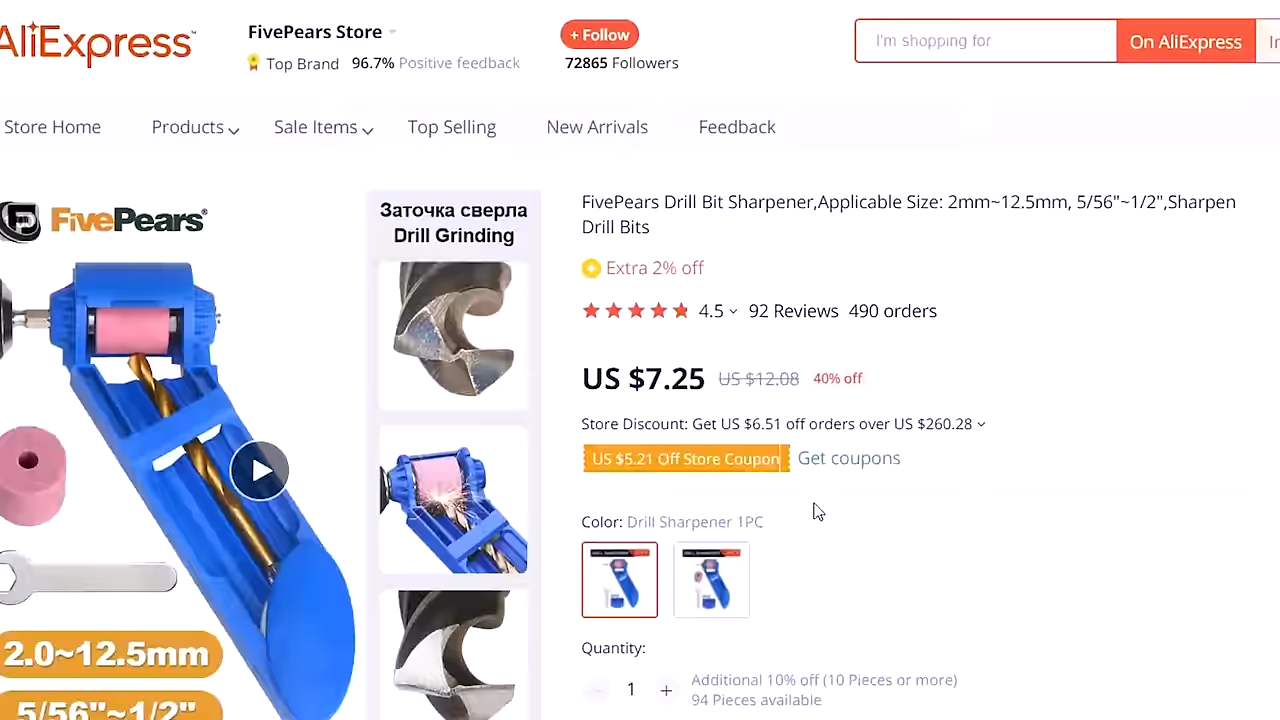 AliExpress
FivePears Store
+ Follow
I'm shopping for
On AliExpress
Top Brand 96.7% Positive feedback
72865 Followers
Store Home
Products
Sale Items
Top Selling
New Arrivals
Feedback
FivePears®
Заточка сверла
Drill Grinding
2.0~12.5mm
5/56"~1/2"
FivePears Drill Bit Sharpener,Applicable Size: 2mm~12.5mm, 5/56"~1/2",Sharpen
Drill Bits
Extra 2% off
4.5 92 Reviews 490 orders
US $7.25 US $12.08 40% off
Store Discount: Get US $6.51 off orders over US $260.28
US $5.21 Off Store Coupon Get coupons
Color: Drill Sharpener 1PC
Quantity:
1
Additional 10% off (10 Pieces or more)
94 Pieces available